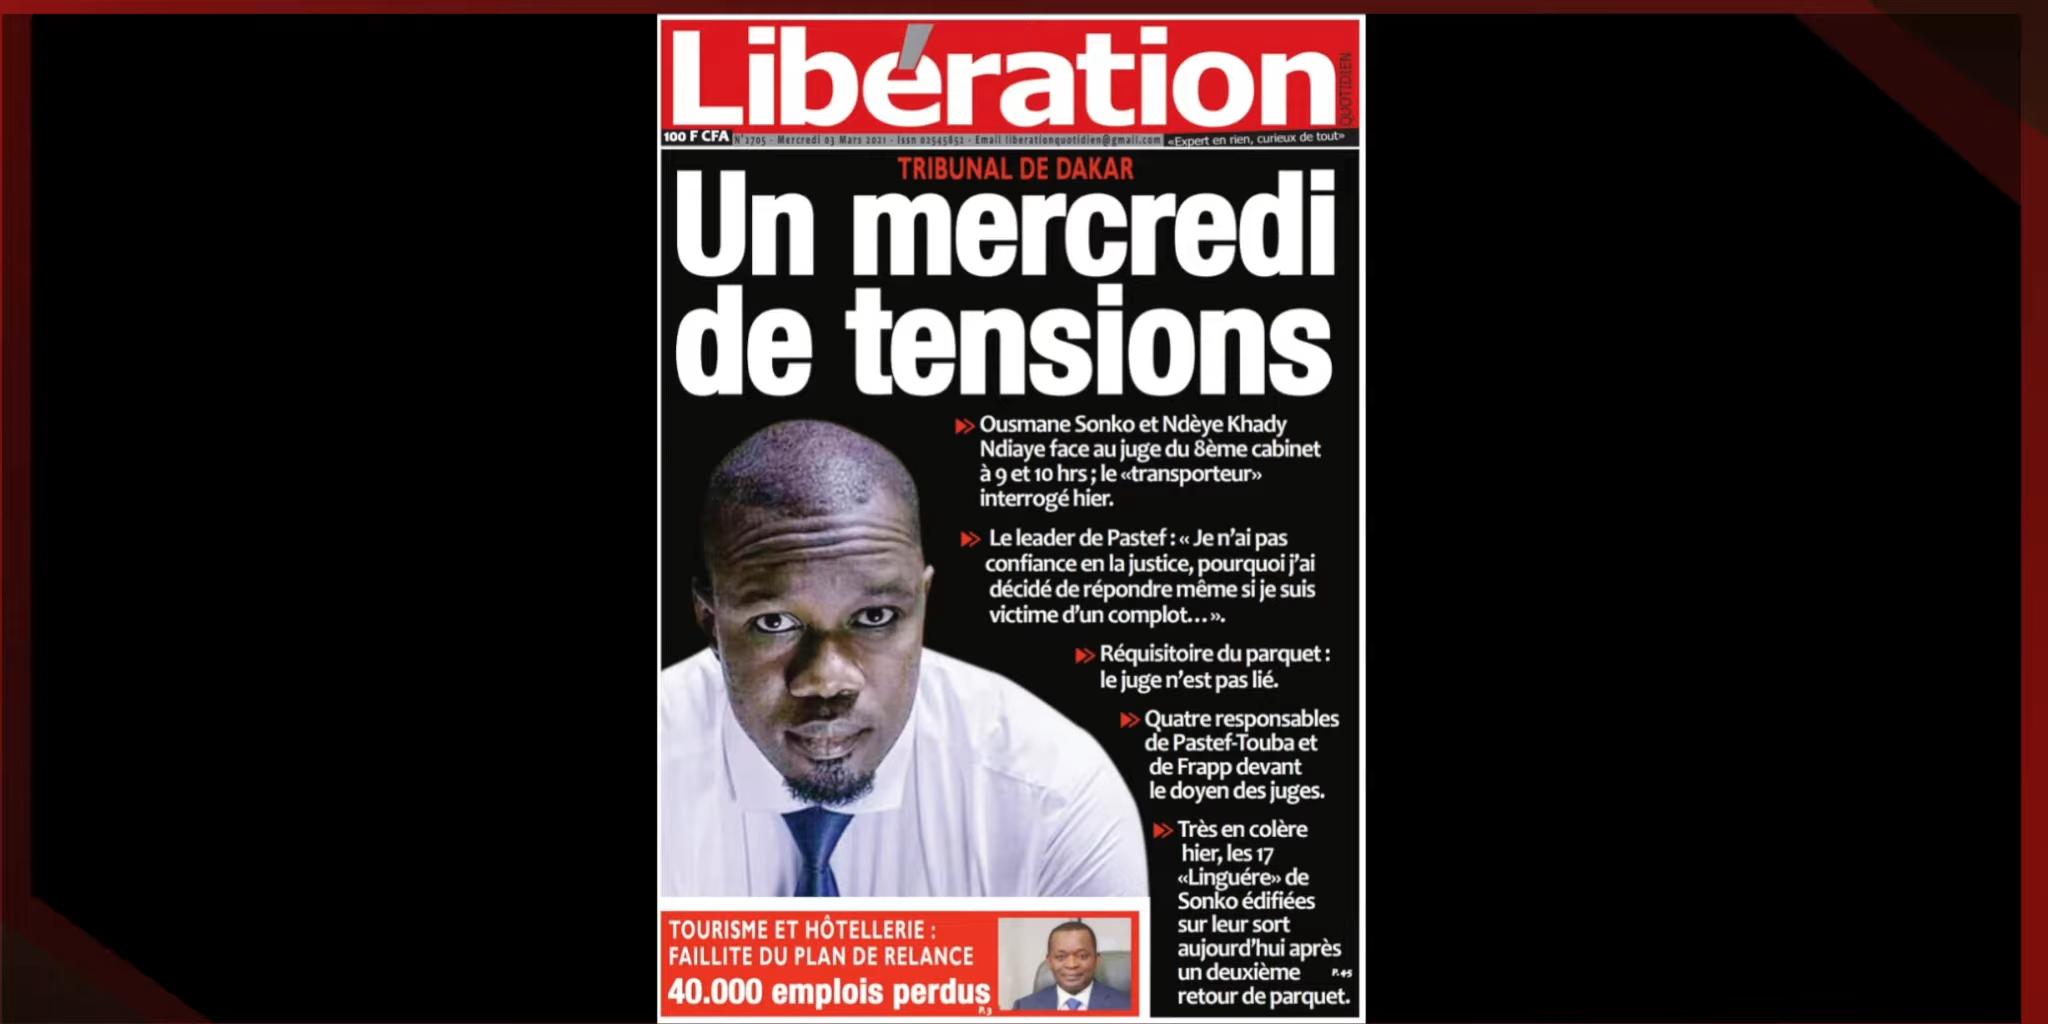 Libération
QUOTIDIEN
100 F CFA N°2705 - Mercredi 03 Mars 2021 - Issn 02545852 - Email liberationquotidien@gmail.com «Expert en rien, curieux de tout»
TRIBUNAL DE DAKAR
Un mercredi
de tensions
Ousmane Sonko et Ndèye Khady
Ndiaye face au juge du 8ème cabinet
à 9 et 10 hrs ; le «transporteur»
interrogé hier.
Le leader de Pastef : « Je n'ai pas
confiance en la justice, pourquoi j'ai
décidé de répondre même si je suis
victime d'un complot... ».
Réquisitoire du parquet :
le juge n'est pas lié.
Quatre responsables
de Pastef-Touba et
de Frapp devant
le doyen des juges.
Très en colère
hier, les 17
«Linguére» de
Sonko édifiées
sur leur sort
aujourd'hui après
un deuxième P.45
retour de parquet.
TOURISME ET HÔTELLERIE :
FAILLITE DU PLAN DE RELANCE
40.000 emplois perdus
P.3